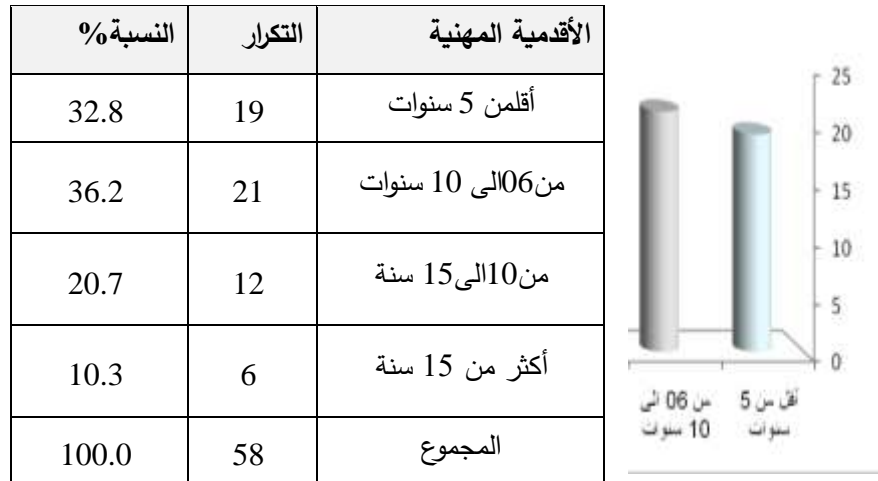 الأقدمية المهنية التكرار النسبة%
أقلمن 5 سنوات 19 32.8
من06الى 10 سنوات 21 36.2
من10الى15 سنة 12 20.7
أكثر من 15 سنة 6 10.3
المجموع 58 100.0
25
20
15
10
5
0
أقل من 5 من 06 الى
سنوات 10 سنوات